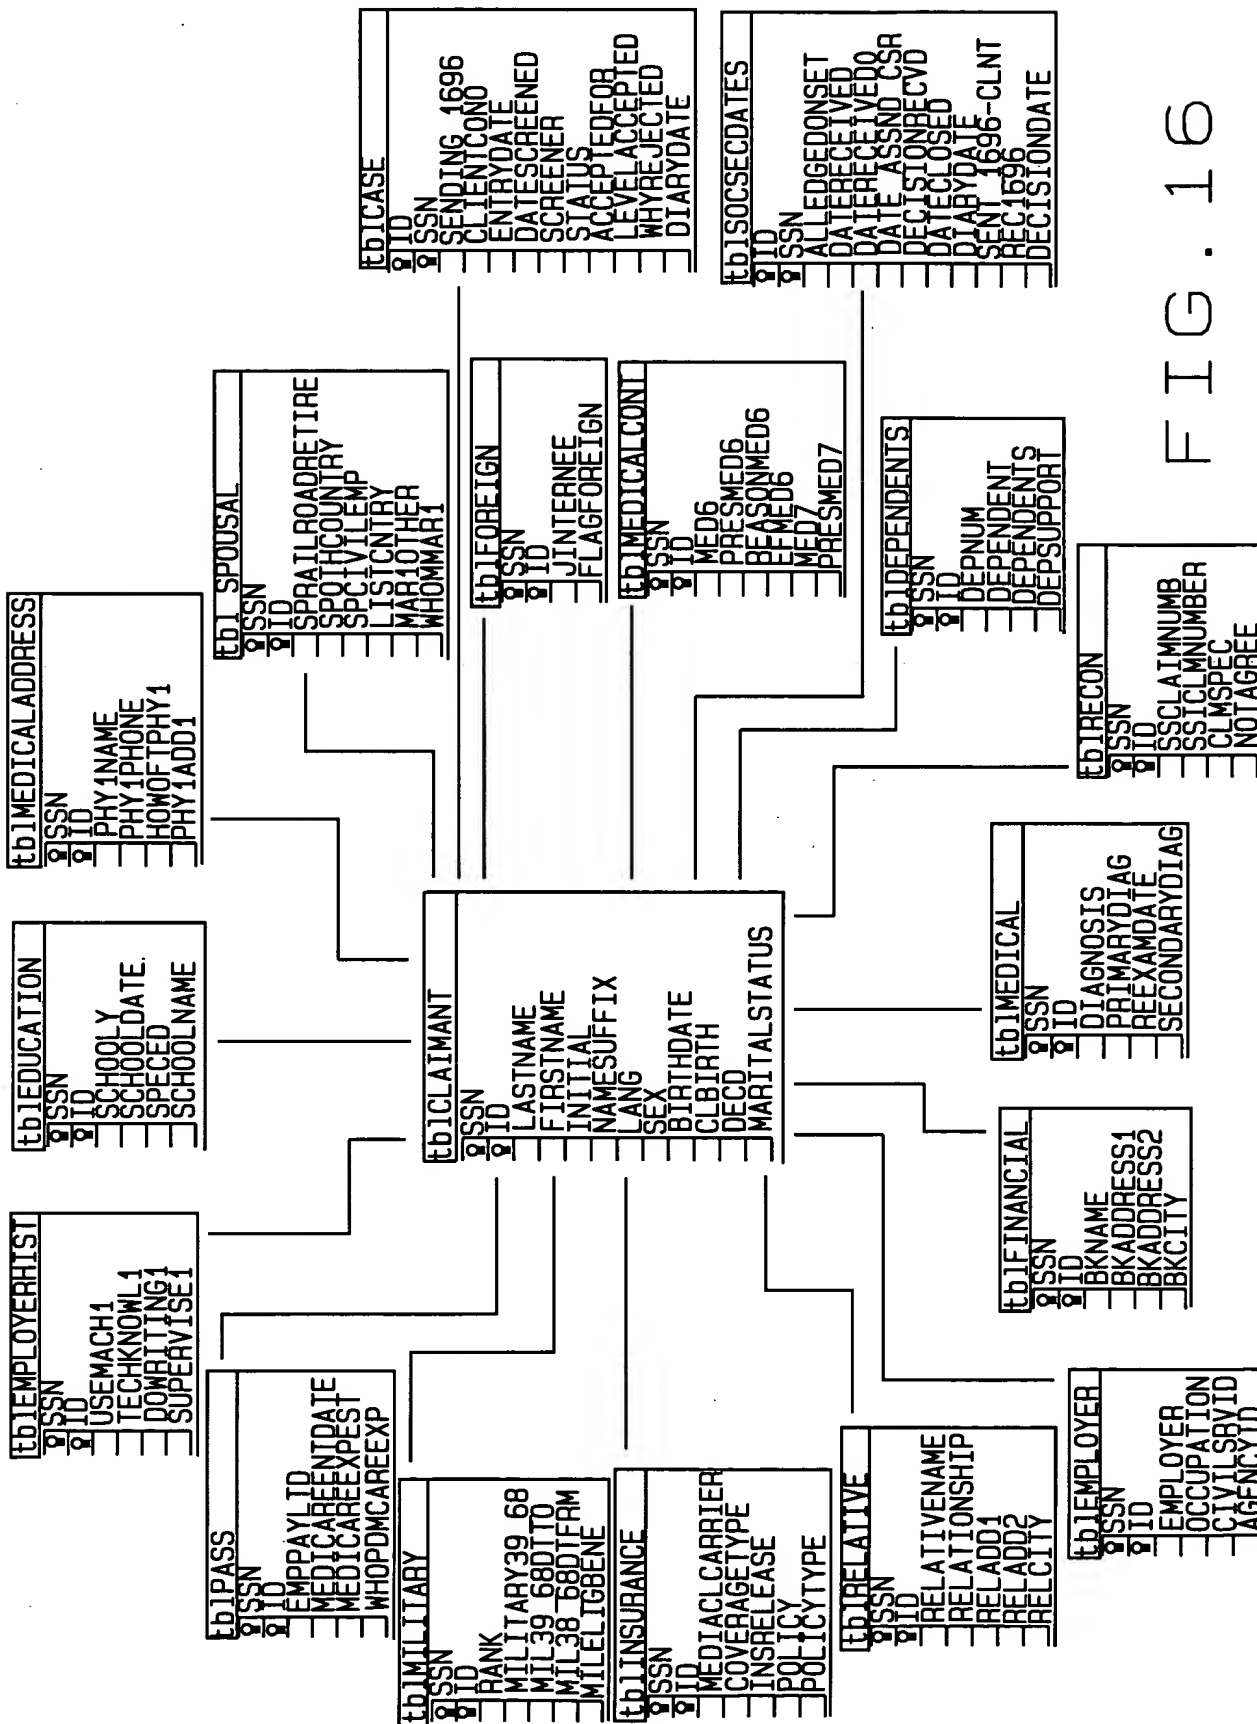 tblEMPLOYERHIST
SSN
ID
USEMACH1
TECHKNOWL1
DOWRITING1
SUPERVISE1
tblEDUCATION
SSN
ID
SCHOOLY
SCHOOLDATE.
SPECED
SCHOOLNAME
tblMEDICALADDRESS
SSN
ID
PHY1NAME
PHY1PHONE
HOWOFTPHY1
PHY1ADD1
tblPASS
SSN
ID
EMPPAYLTD
MEDICAREENIDATE
MEDICAREEXPEST
WHOPDMCAREEXP
tbl SPOUSAL
SSN
ID
SPRAILROADRETIRE
SPOTHCOUNTRY
SPCIVILEMP
LISTCNTRY
MAR1OTHER
WHOMMAR1
tblCASE
ID
SSN
SENDING 1696
CLIENTCOND
ENTRYDATE
DATESCREENED
SCREENER
STATUS
ACCEPTEDFOR
LEVELACCEPTED
WHYREJECTED
DIARYDATE
tblMILITARY
SSN
ID
RANK
MILITARY39 68
MIL39 68DTTO
MIL38 68DTFRM
MILELIGBENE
tblCLAIMANT
SSN
ID
LASTNAME
FIRSTNAME
INITIAL
NAMESUFFIX
LANG
SEX
BIRTHDATE
CLBIRTH
DECD
MARITALSTATUS
tblFOREIGN
SSN
ID
JINTERNEE
FLAGFOREIGN
tblINSURANCE
SSN
ID
MEDIACLCARRIER
COVERAGETYPE
INSRELEASE
POLICY
POLICYTYPE
tblMEDICALCONT
SSN
ID
MED6
PRESMED6
BEASONMED6
EFMED6
MED7
PRESMED7
tblSOCSECDATES
ID
SSN
ALLEDGEDONSET
DATERECEIVED
DATERECEIVEDO
DATE ASSND CSR
DECISIONRECVD
DATECLOSED
DIARYDATE
SENT 1696-CLNT
REC1696
DECISIONDATE
tblRELATIVE
SSN
ID
RELATIVENAME
RELATIONSHIP
RELADD1
RELADD2
RELCITY
tblDEPENDENTS
SSN
ID
DEPNUM
DEPENDENT
DEPENDENTS
DEPSUPPORT
tblFINANCIAL
SSN
ID
BKNAME
BKADDRESS1
BKADDRESS2
BKCITY
tblMEDICAL
SSN
ID
DIAGNOSIS
PRIMARYDIAG
REEXAMDATE
SECONDARYDIAG
tblEMPLOYER
SSN
ID
EMPLOYER
OCCUPATION
CIVILSRVID
AGENCYID
tblRECON
SSN
ID
SSCLAIMNUMB
SSICLMNUMBER
CLMSPEC
NOTAGREE
FIG. 16